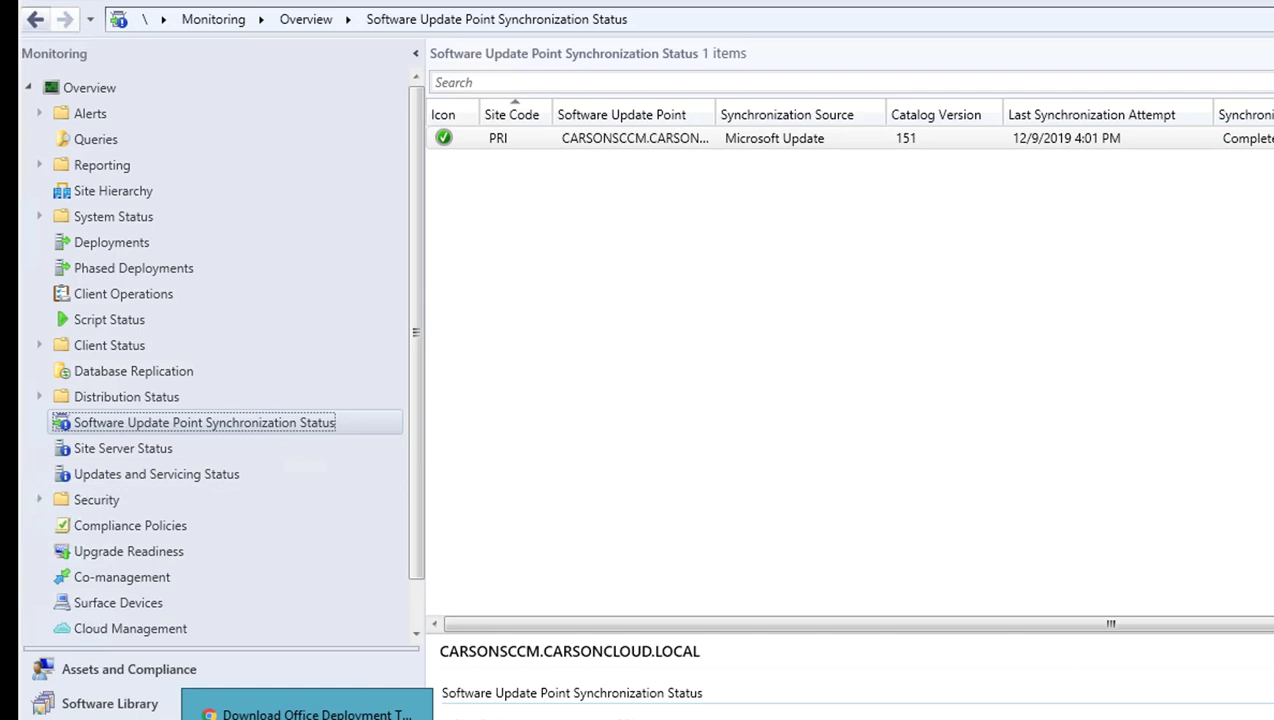 \ Monitoring Overview Software Update Point Synchronization Status
Monitoring
Overview
Alerts
Queries
Reporting
Site Hierarchy
System Status
Deployments
Phased Deployments
Client Operations
Script Status
Client Status
Database Replication
Distribution Status
Software Update Point Synchronization Status
Site Server Status
Updates and Servicing Status
Security
Compliance Policies
Upgrade Readiness
Co-management
Surface Devices
Cloud Management
Assets and Compliance
Software Library
Download Office Deployment T...
Software Update Point Synchronization Status 1 items
Search
Icon Site Code Software Update Point Synchronization Source Catalog Version Last Synchronization Attempt Synchroni
PRI CARSONSCCM.CARSON... Microsoft Update 151 12/9/2019 4:01 PM Complete
CARSONSCCM.CARSONCLOUD.LOCAL
Software Update Point Synchronization Status